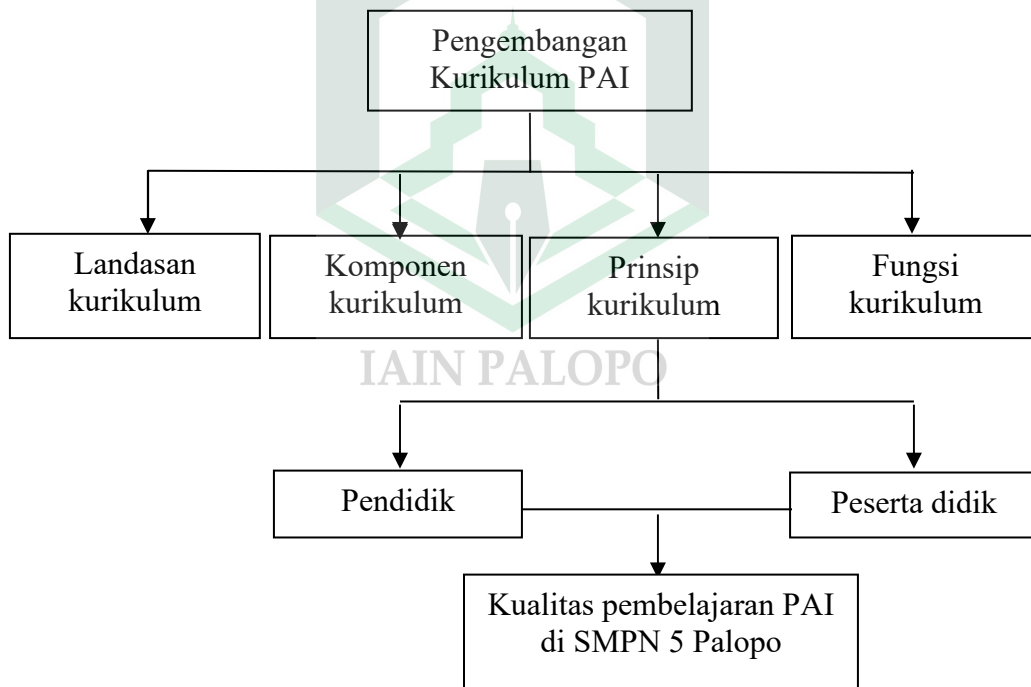 Pengembangan
Kurikulum PAI
Landasan
kurikulum
Komponen
kurikulum
Prinsip
kurikulum
Fungsi
kurikulum
IAIN PALOPO
Pendidik
Peserta didik
Kualitas pembelajaran PAI
di SMPN 5 Palopo